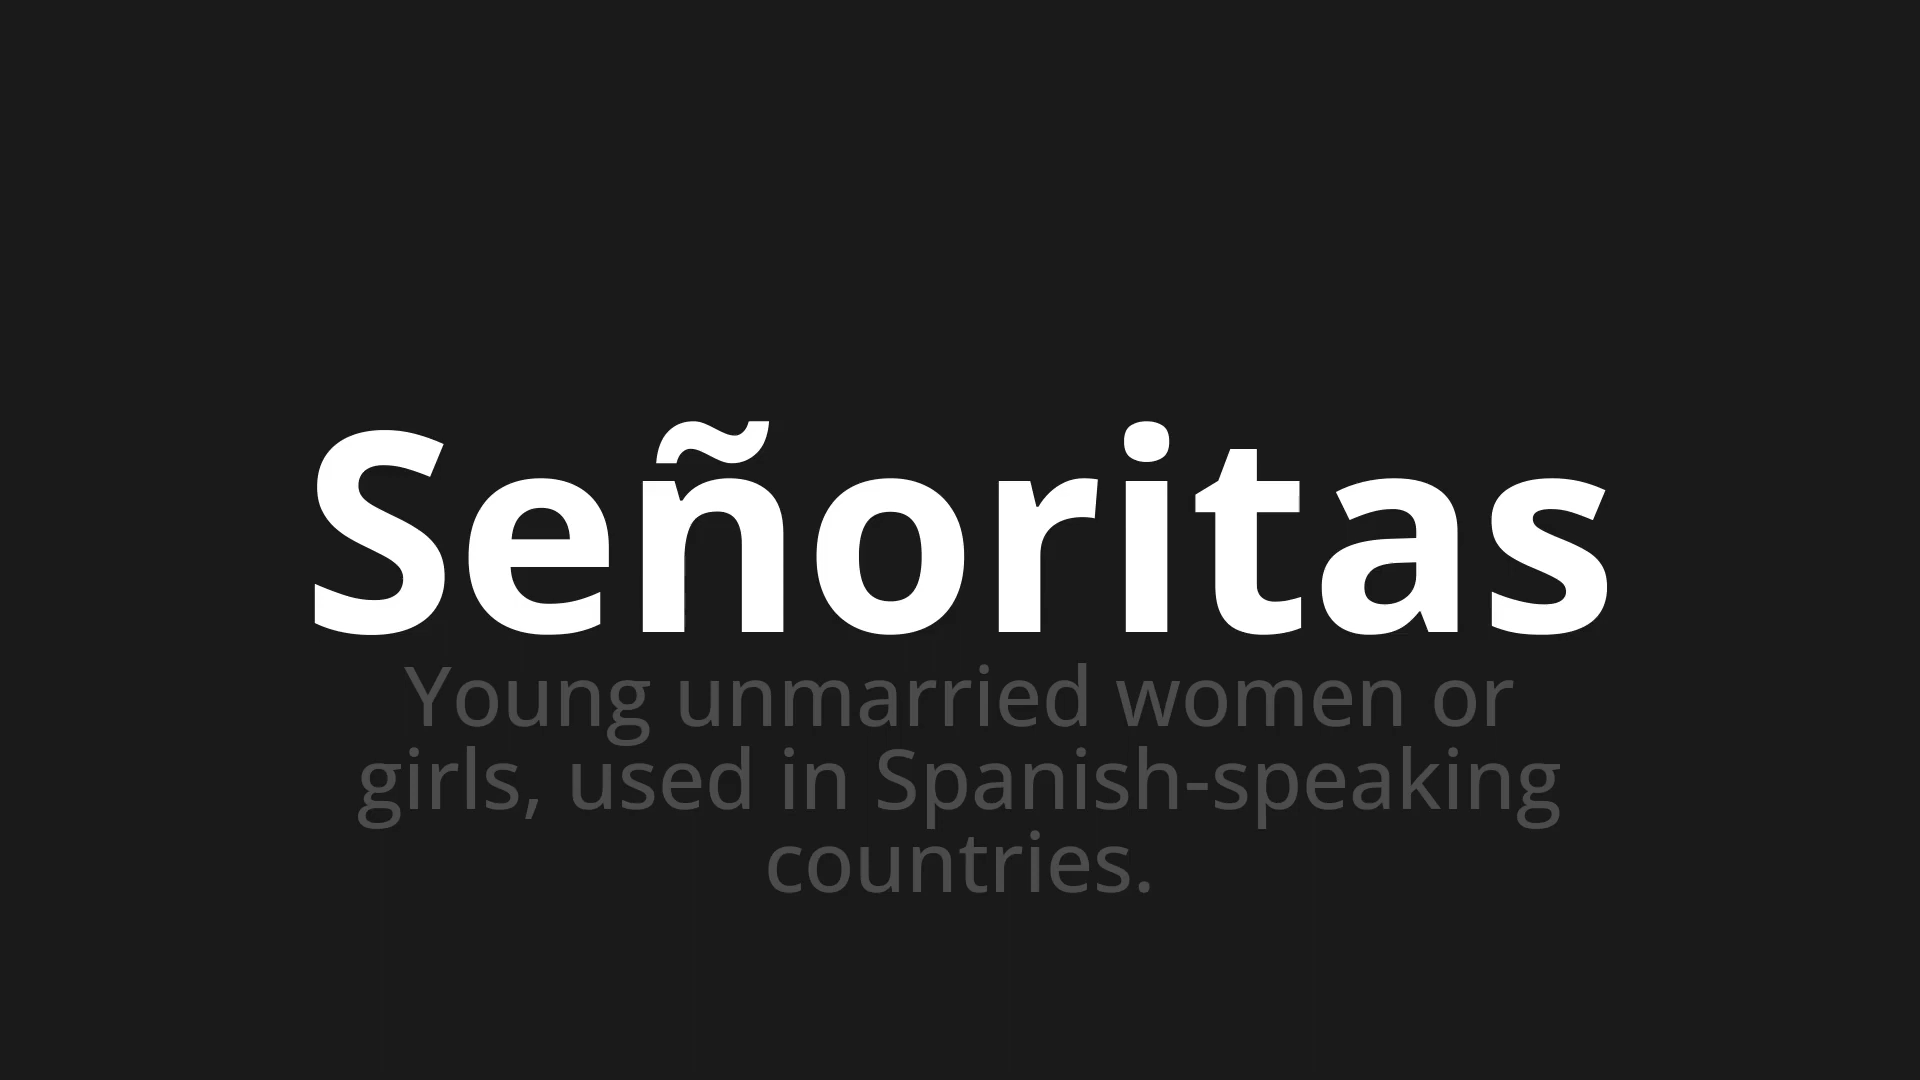 Señoritas
Young unmarried women or
girls, used in Spanish-speaking
countries.